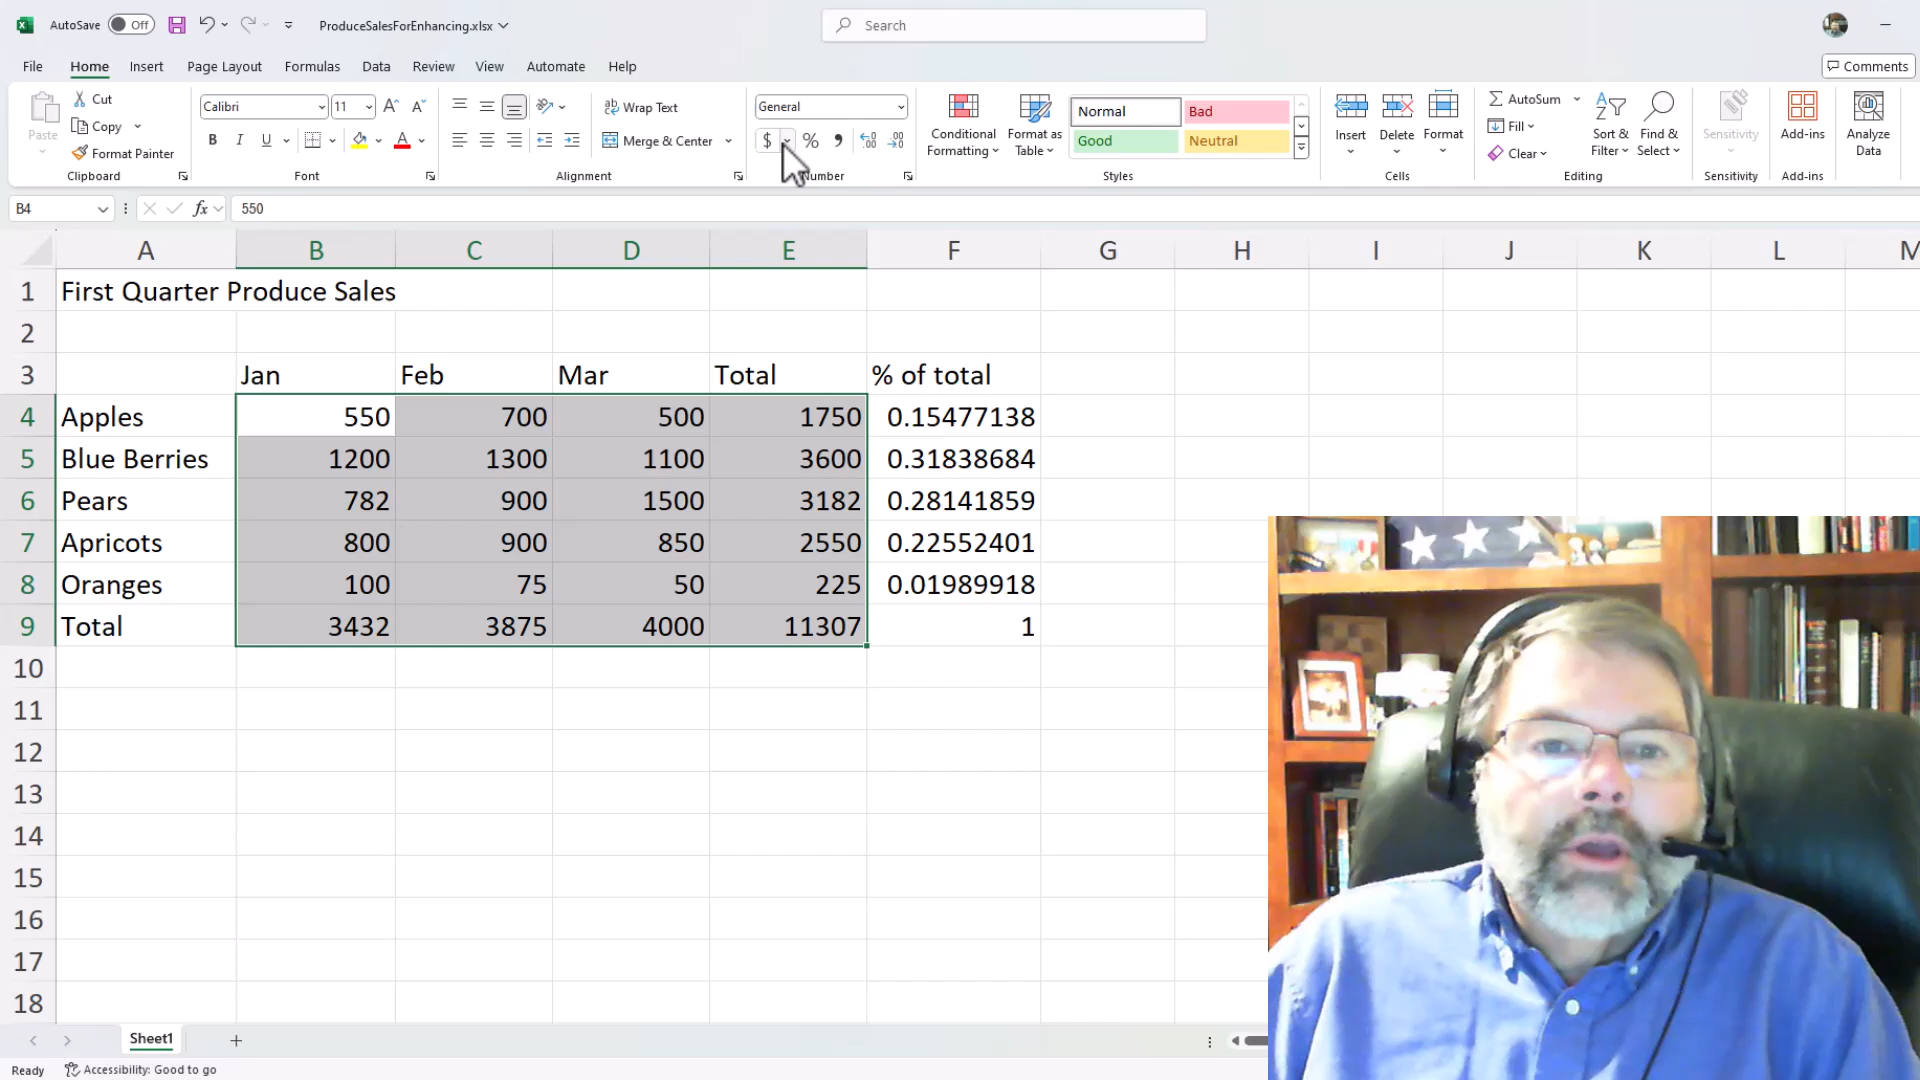 AutoSave Off ProduceSalesForEnhancing.xlsx Search
File Home Insert Page Layout Formulas Data Review View Automate Help Comments
Paste Cut Copy Format Painter Clipboard
Calibri 11 B I U A Font
Wrap Text Merge & Center Alignment
General $ % , Number
Conditional Formatting Format as Table Normal Bad Good Neutral Styles
Insert Delete Format Cells
AutoSum Fill Clear Sort & Filter Find & Select Editing
Sensitivity Sensitivity
Add-ins Add-ins
Analyze Data
B4 fx 550
A B C D E F G H I J K L M
1 First Quarter Produce Sales
2
3 Jan Feb Mar Total % of total
4 Apples 550 700 500 1750 0.15477138
5 Blue Berries 1200 1300 1100 3600 0.31838684
6 Pears 782 900 1500 3182 0.28141859
7 Apricots 800 900 850 2550 0.22552401
8 Oranges 100 75 50 225 0.01989918
9 Total 3432 3875 4000 11307 1
10
11
12
13
14
15
16
17
18
Sheet1
Ready Accessibility: Good to go